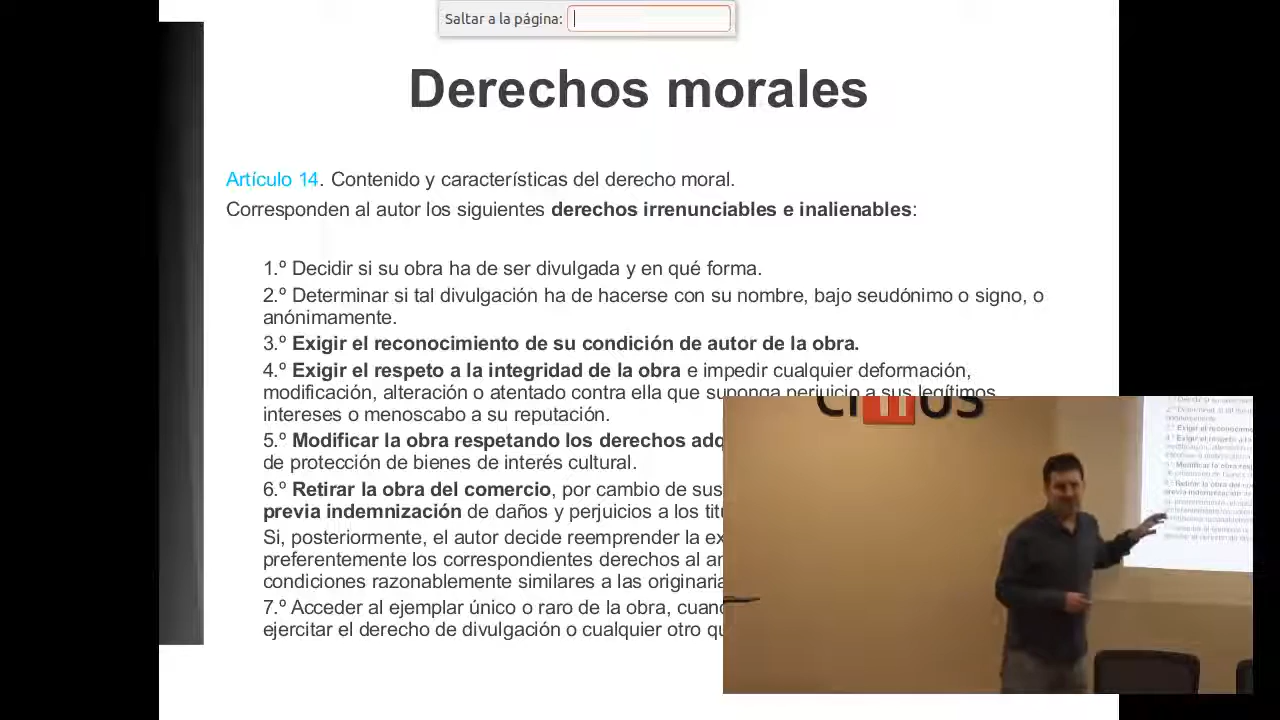 Saltar a la página:
Derechos morales
Artículo 14. Contenido y características del derecho moral.
Corresponden al autor los siguientes derechos irrenunciables e inalienables:
1.º Decidir si su obra ha de ser divulgada y en qué forma.
2.º Determinar si tal divulgación ha de hacerse con su nombre, bajo seudónimo o signo, o
anónimamente.
3.º Exigir el reconocimiento de su condición de autor de la obra.
4.º Exigir el respeto a la integridad de la obra e impedir cualquier deformación,
modificación, alteración o atentado contra ella que suponga perjuicio a sus legítimos
intereses o menoscabo a su reputación.
5.º Modificar la obra respetando los derechos adq
de protección de bienes de interés cultural.
6.º Retirar la obra del comercio, por cambio de sus
previa indemnización de daños y perjuicios a los titu
Si, posteriormente, el autor decide reemprender la ex
preferentemente los correspondientes derechos al an
condiciones razonablemente similares a las originaria
7.º Acceder al ejemplar único o raro de la obra, cuand
ejercitar el derecho de divulgación o cualquier otro qu